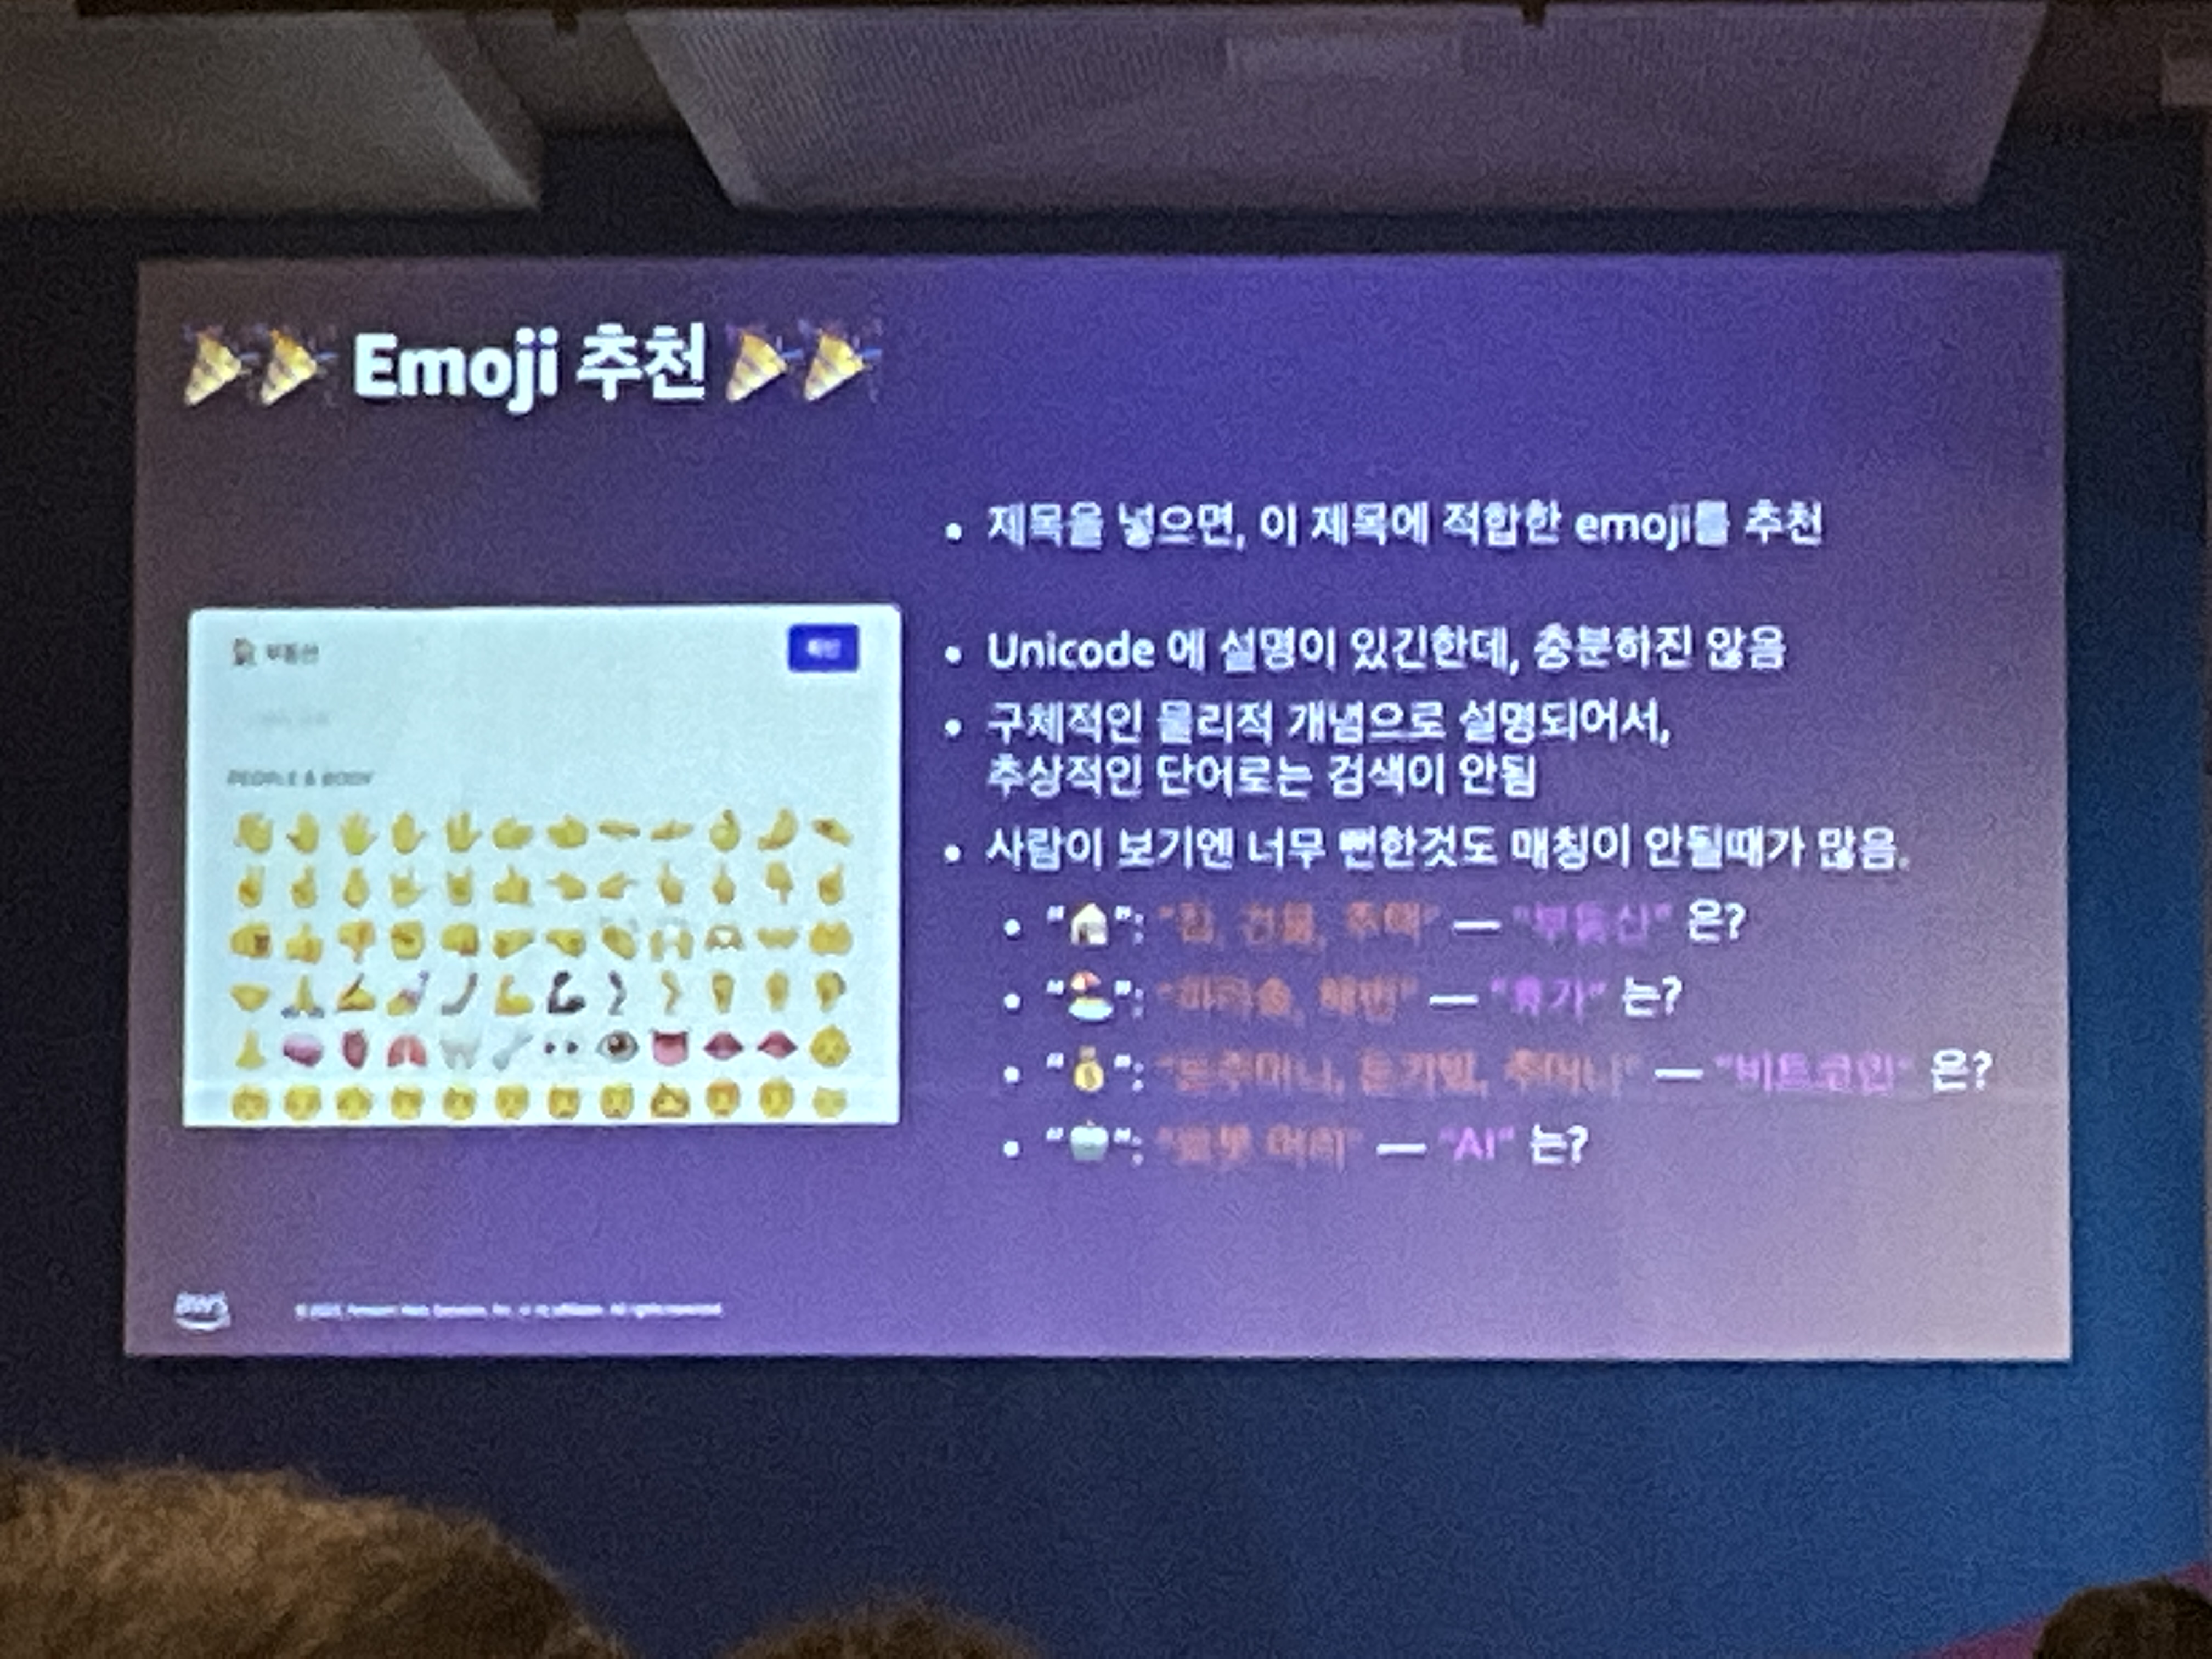 🎉🎉 Emoji 추천 🎉🎉
• 제목을 넣으면, 이 제목에 적합한 emoji를 추천
• Unicode 에 설명이 있긴한데, 충분하진 않음
• 구체적인 물리적 개념으로 설명되어서,
추상적인 단어로는 검색이 안됨
• 사람이 보기엔 너무 뻔한것도 매칭이 안될때가 많음.
• "🏠": "집, 건물, 주택" — "부동산" 은?
• "🏖": "파라솔, 해변" — "휴가" 는?
• "💰": "돈주머니, 돈가방, 주머니" — "비트코인" 은?
• "🤖": "로봇 머리" — "AI" 는?
부동산
확인
PEOPLE & BODY
aws
Amazon Web Services, Inc. or its affiliates. All rights reserved.